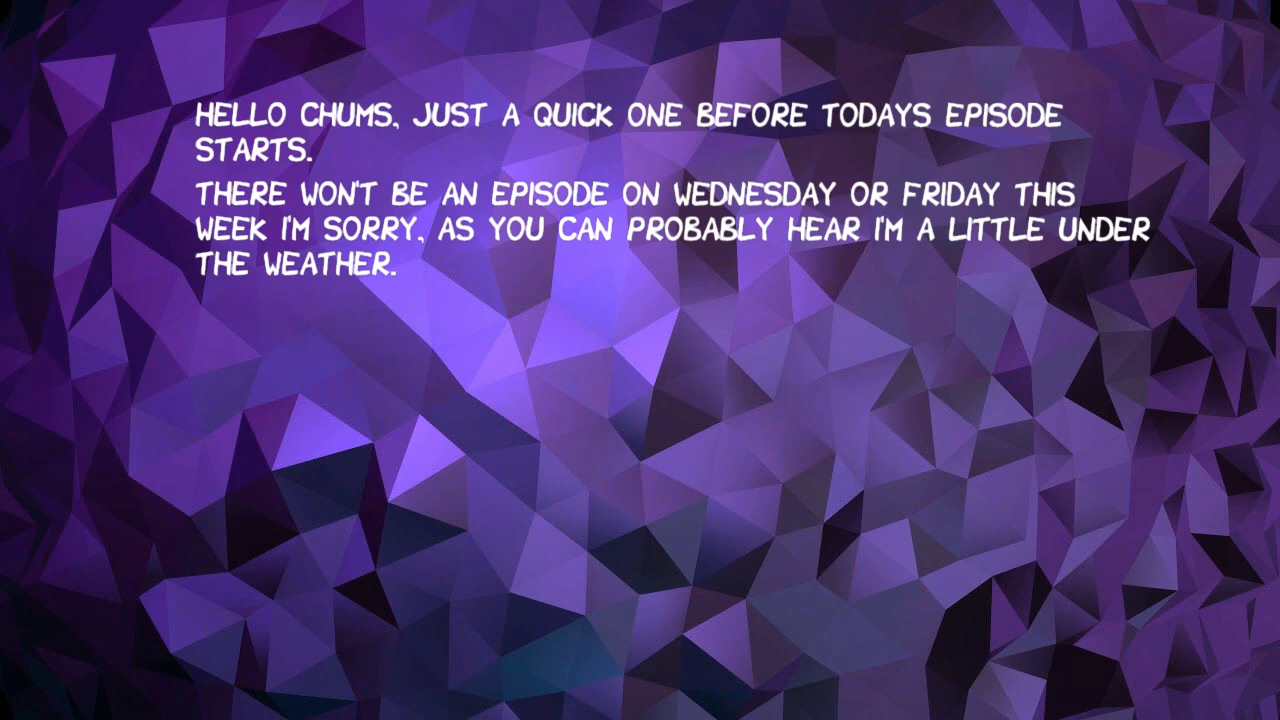 HELLO CHUMS, JUST A QUICK ONE BEFORE TODAYS EPISODE
STARTS.
THERE WON'T BE AN EPISODE ON WEDNESDAY OR FRIDAY THIS
WEEK I'M SORRY, AS YOU CAN PROBABLY HEAR I'M A LITTLE UNDER
THE WEATHER.